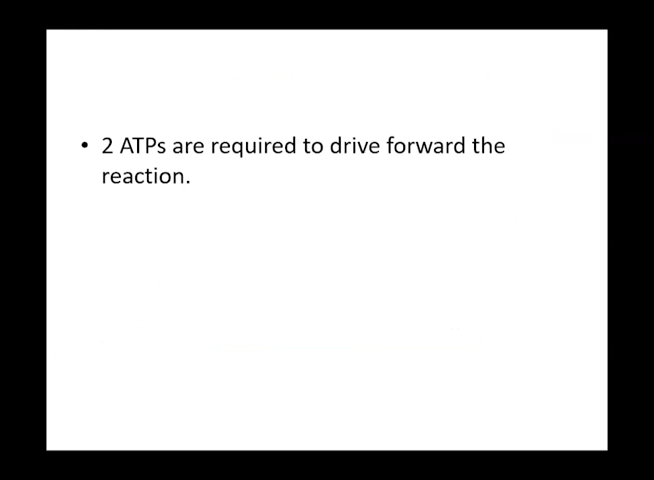 • 2 ATPs are required to drive forward the
reaction.